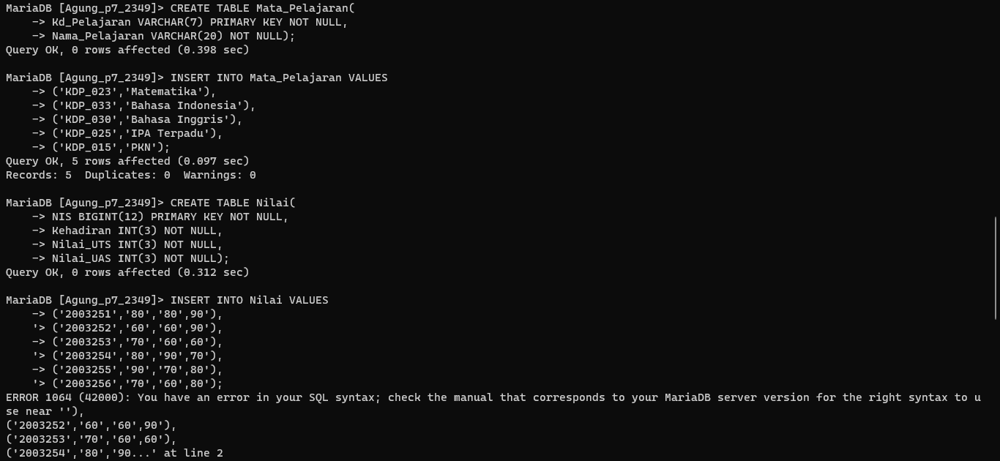 MariaDB [Agung_p7_2349]> CREATE TABLE Mata_Pelajaran(
    -> Kd_Pelajaran VARCHAR(7) PRIMARY KEY NOT NULL,
    -> Nama_Pelajaran VARCHAR(20) NOT NULL);
Query OK, 0 rows affected (0.398 sec)

MariaDB [Agung_p7_2349]> INSERT INTO Mata_Pelajaran VALUES
    -> ('KDP_023','Matematika'),
    -> ('KDP_033','Bahasa Indonesia'),
    -> ('KDP_030','Bahasa Inggris'),
    -> ('KDP_025','IPA Terpadu'),
    -> ('KDP_015','PKN');
Query OK, 5 rows affected (0.097 sec)
Records: 5  Duplicates: 0  Warnings: 0

MariaDB [Agung_p7_2349]> CREATE TABLE Nilai(
    -> NIS BIGINT(12) PRIMARY KEY NOT NULL,
    -> Kehadiran INT(3) NOT NULL,
    -> Nilai_UTS INT(3) NOT NULL,
    -> Nilai_UAS INT(3) NOT NULL);
Query OK, 0 rows affected (0.312 sec)

MariaDB [Agung_p7_2349]> INSERT INTO Nilai VALUES
    -> ('2003251','80','80',90'),
    '> ('2003252','60','60',90'),
    -> ('2003253','70','60',60'),
    '> ('2003254','80','90',70'),
    -> ('2003255','90','70',80'),
    '> ('2003256','70','60',80');
ERROR 1064 (42000): You have an error in your SQL syntax; check the manual that corresponds to your MariaDB server version for the right syntax to u
se near ''),
('2003252','60','60',90'),
('2003253','70','60',60'),
('2003254','80','90...' at line 2